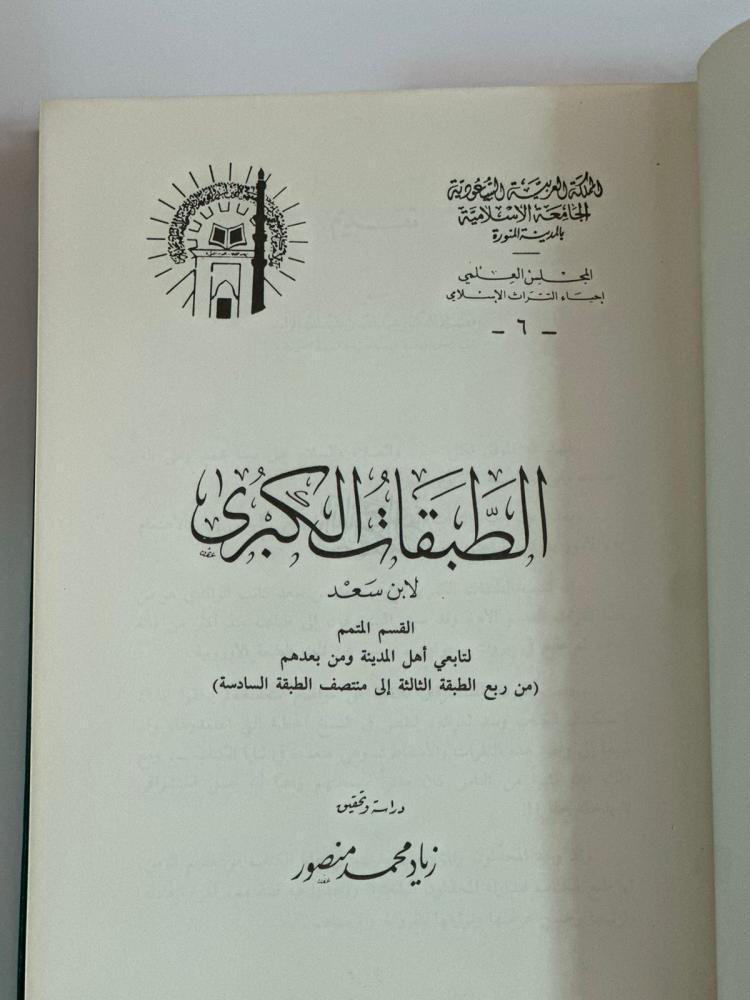 المملكة العربية السعودية
الجامعة الإسلامية
بالمدينة المنورة
المجلس العلمي
إحياء التراث الإسلامي
- ٦ -
الطبقات الكبرى
لابن سعد
القسم المتمم
لتابعي أهل المدينة ومن بعدهم
(من ربع الطبقة الثالثة إلى منتصف الطبقة السادسة)
دراسة وتحقيق
زياد محمد منصور